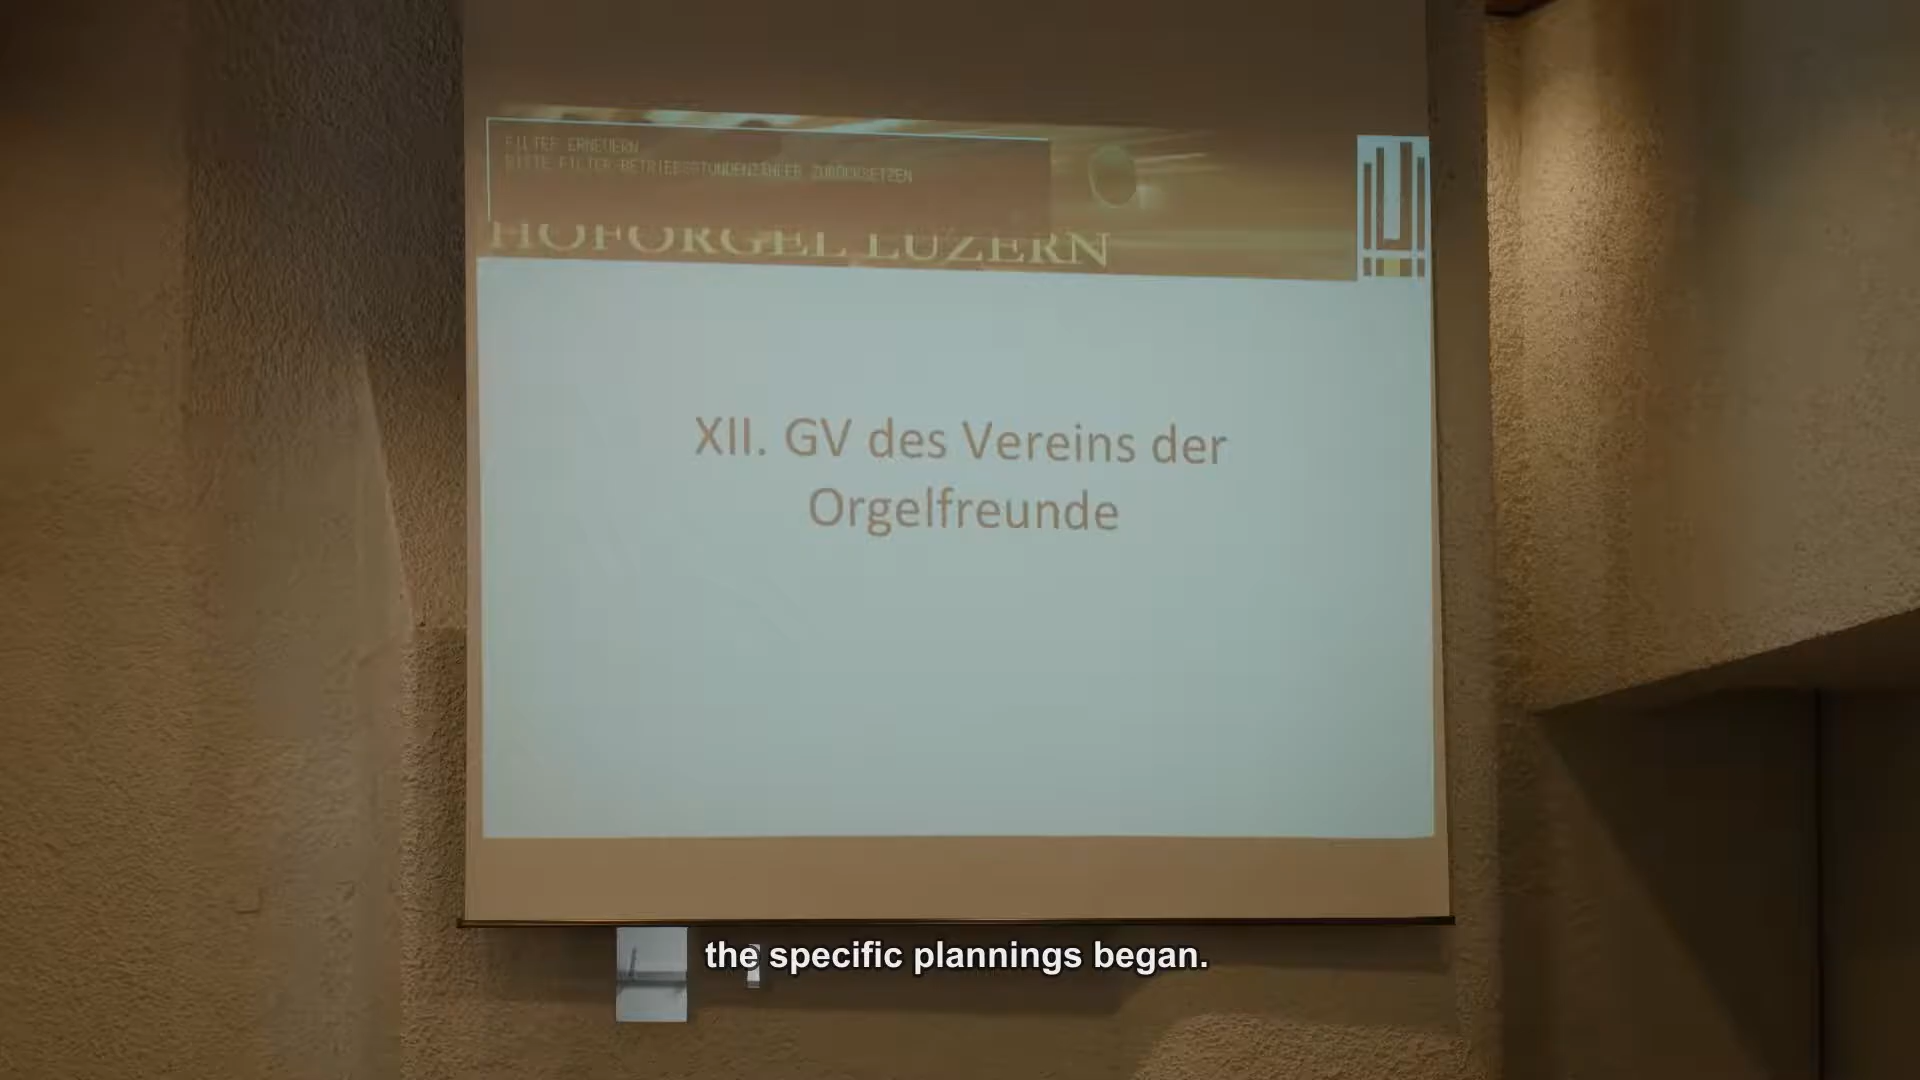 FILTER ERNEUERN
BITTE FILTER BETRIEBSSTUNDENZÄHLER ZURÜCKSETZEN
HOFORGEL LUZERN
XII. GV des Vereins der
Orgelfreunde
the specific plannings began.